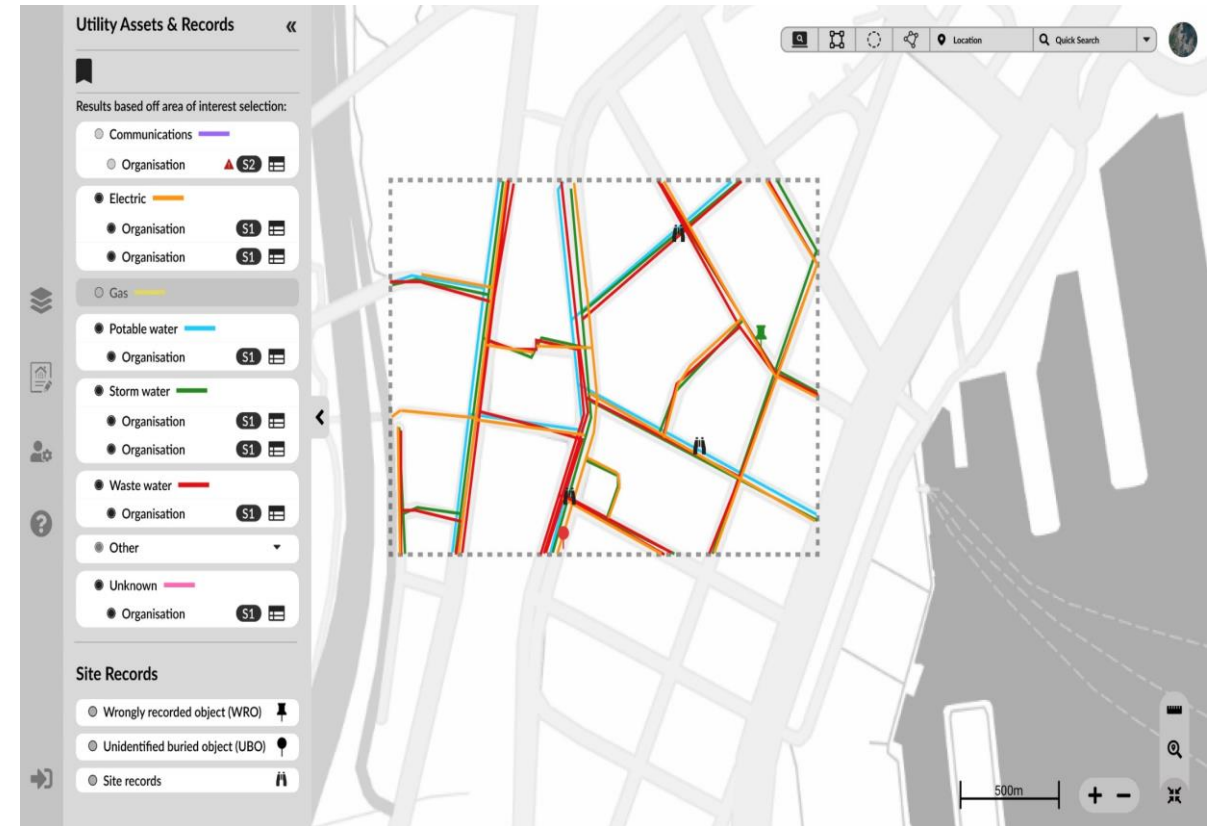 Utility Assets & Records «
Results based off area of interest selection:
Communications
Organisation S2
Electric
Organisation S1
Organisation S1
Gas
Potable water
Organisation S1
Storm water
Organisation S1
Organisation S1
Waste water
Organisation S1
Other
Unknown
Organisation S1
Site Records
Wrongly recorded object (WRO)
Unidentified buried object (UBO)
Site records
Location Quick Search
500m
+ −